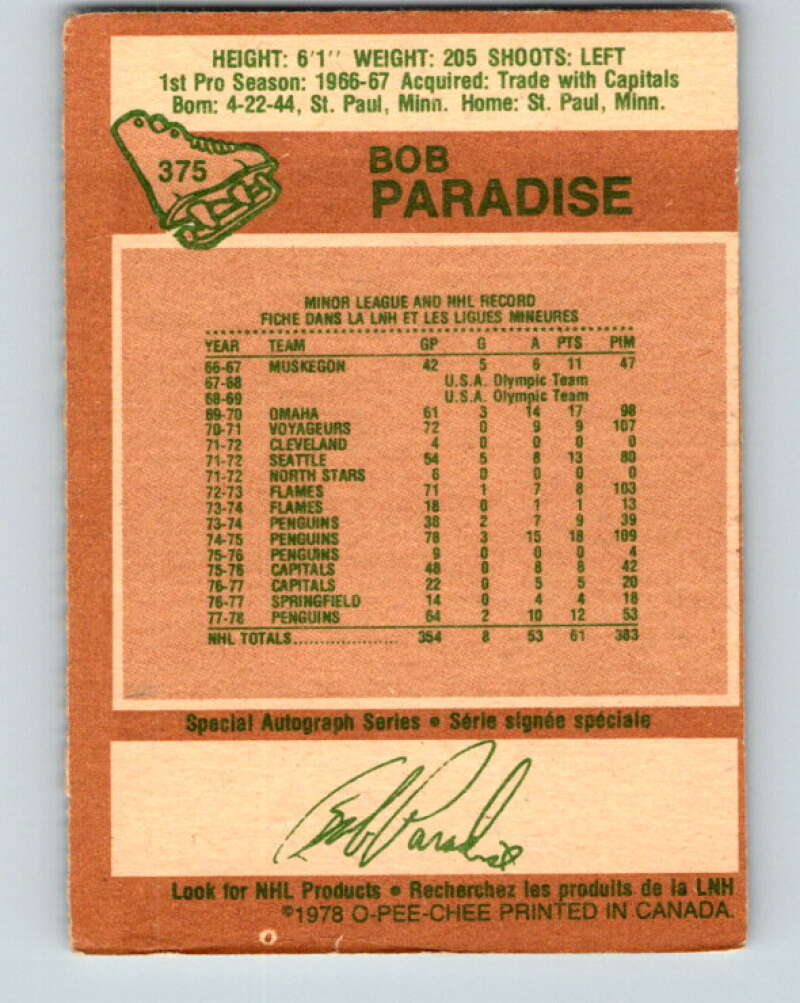 HEIGHT: 6'1'' WEIGHT: 205 SHOOTS: LEFT
1st Pro Season: 1966-67 Acquired: Trade with Capitals
Born: 4-22-44, St. Paul, Minn. Home: St. Paul, Minn.
375
BOB
PARADISE
MINOR LEAGUE AND NHL RECORD
FICHE DANS LA LNH ET LES LIGUES MINEURES
YEAR TEAM GP G A PTS PIM
66-67 MUSKEGON 42 5 6 11 47
67-68 U.S.A. Olympic Team
68-69 U.S.A. Olympic Team
69-70 OMAHA 61 3 14 17 98
70-71 VOYAGEURS 72 0 9 9 107
71-72 CLEVELAND 4 0 0 0 0
71-72 SEATTLE 54 5 8 13 80
71-72 NORTH STARS 6 0 0 0 0
72-73 FLAMES 71 1 7 8 103
73-74 FLAMES 18 0 1 1 13
73-74 PENGUINS 38 2 7 9 39
74-75 PENGUINS 78 3 15 18 109
75-76 PENGUINS 9 0 0 0 4
75-76 CAPITALS 48 0 8 8 42
76-77 CAPITALS 22 0 5 5 20
76-77 SPRINGFIELD 14 0 4 4 18
77-78 PENGUINS 64 2 10 12 53
NHL TOTALS.................... 354 8 53 61 383
Special Autograph Series • Série signée spéciale
Bob Paradise
Look for NHL Products • Recherchez les produits de la LNH
©1978 O-PEE-CHEE PRINTED IN CANADA.